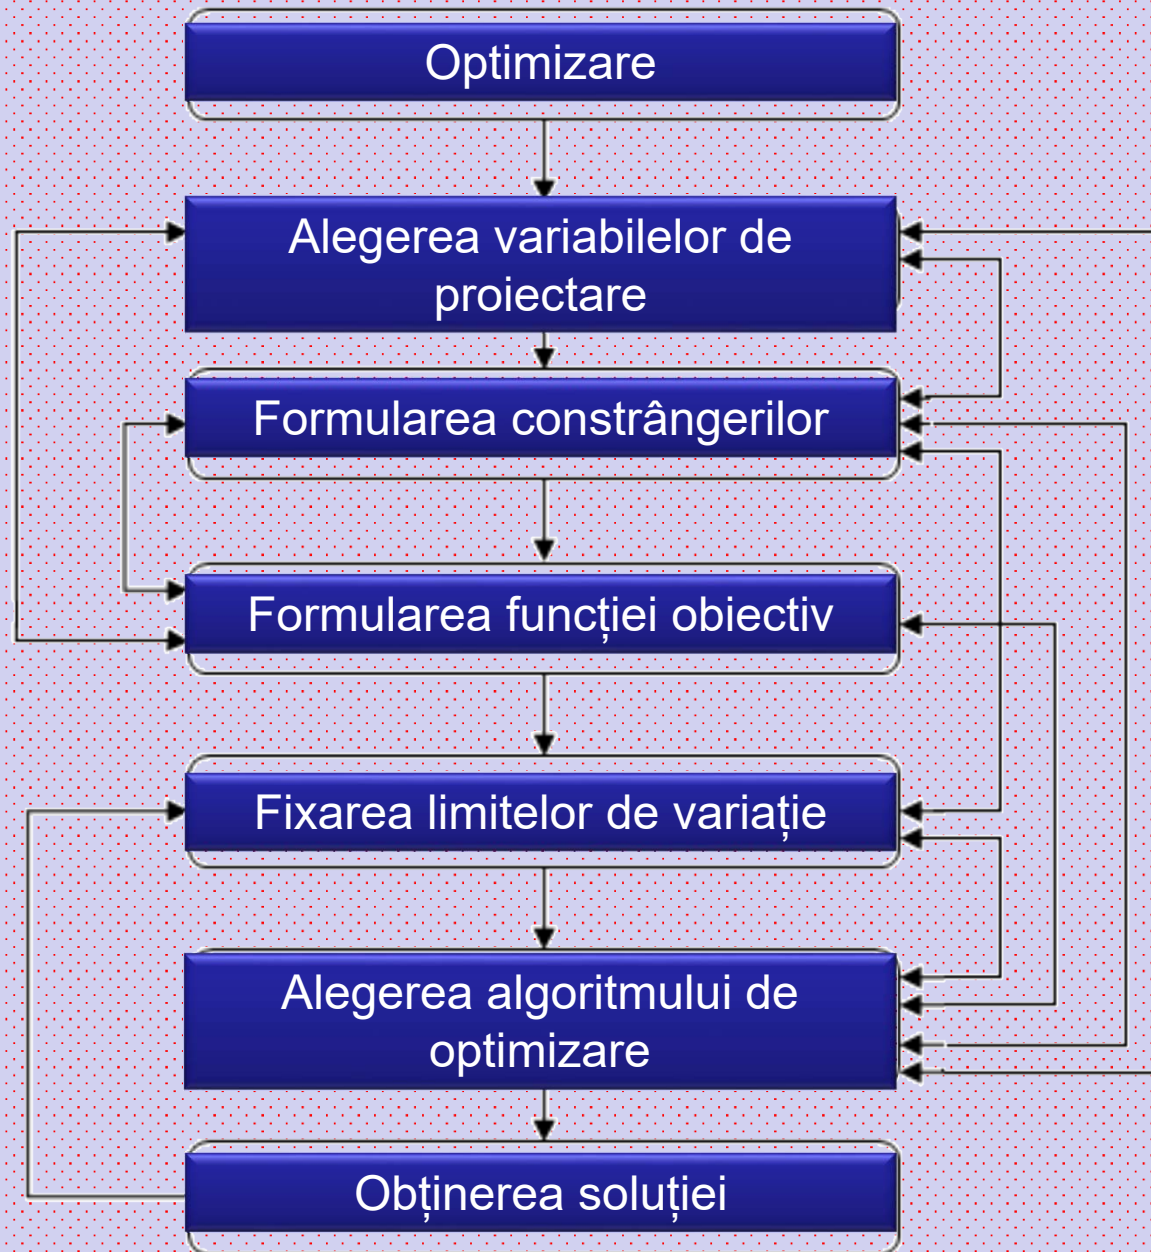 Optimizare
Alegerea variabilelor de
proiectare
Formularea constrângerilor
Formularea funcției obiectiv
Fixarea limitelor de variație
Alegerea algoritmului de
optimizare
Obținerea soluției